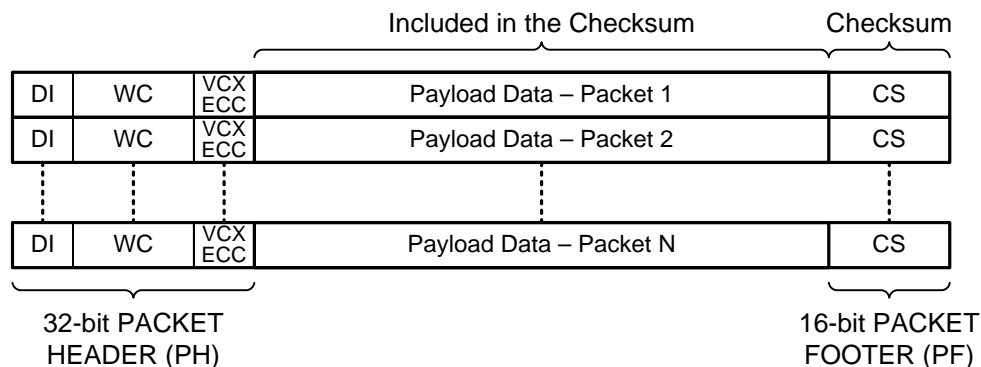 Included in the Checksum Checksum
DI WC VCX ECC Payload Data – Packet 1 CS
DI WC VCX ECC Payload Data – Packet 2 CS
DI WC VCX ECC Payload Data – Packet N CS
32-bit PACKET 16-bit PACKET
HEADER (PH) FOOTER (PF)